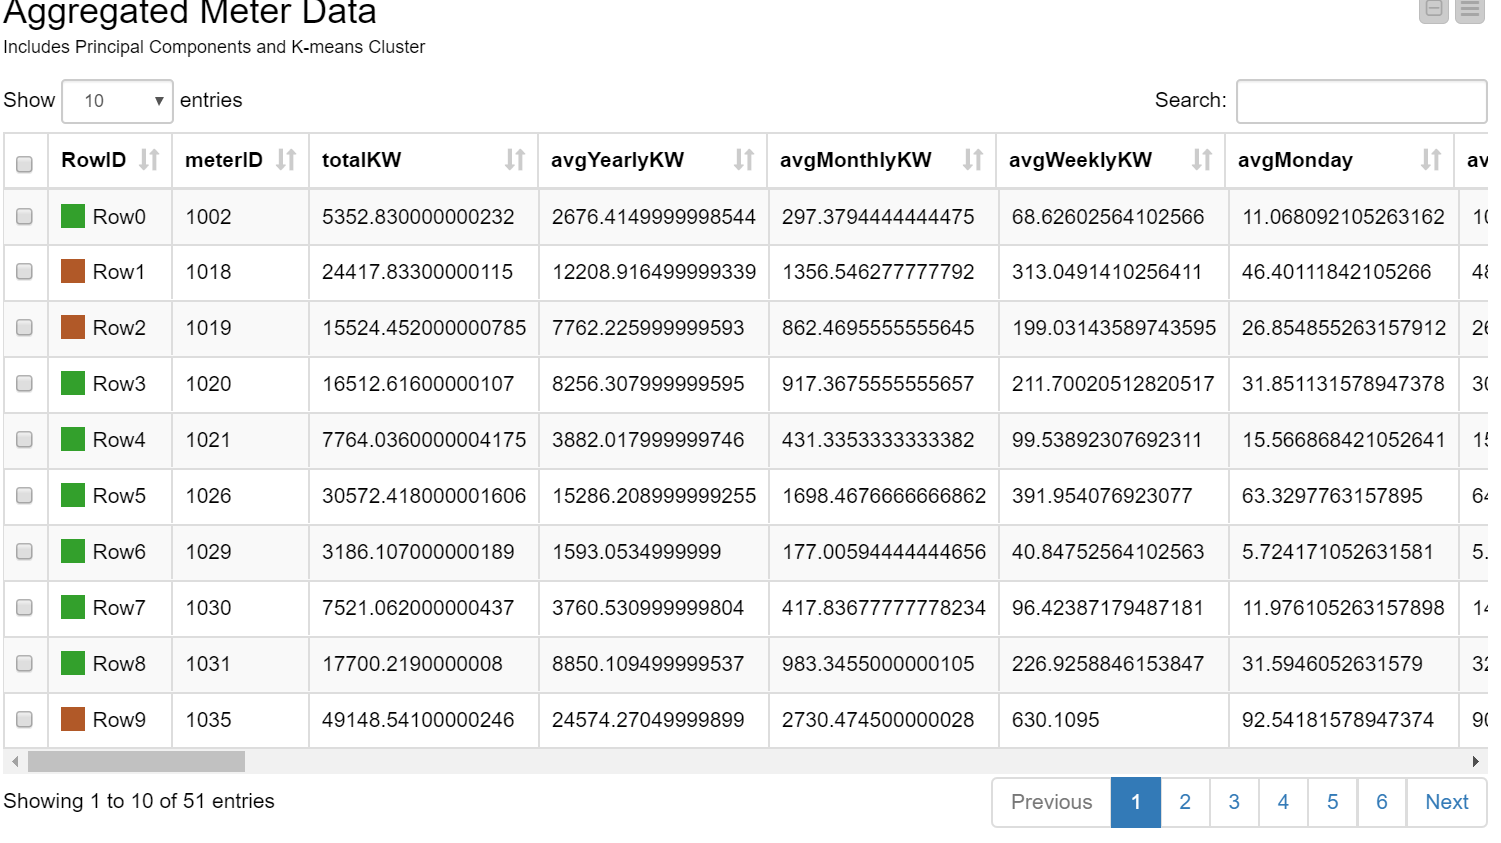 Aggregated Meter Data
Includes Principal Components and K-means Cluster
Show 10 entries Search:
RowID meterID totalKW avgYearlyKW avgMonthlyKW avgWeeklyKW avgMonday av
Row0 1002 5352.830000000232 2676.4149999998544 297.3794444444475 68.62602564102566 11.068092105263162 10
Row1 1018 24417.83300000115 12208.916499999339 1356.546277777792 313.0491410256411 46.40111842105266 48
Row2 1019 15524.452000000785 7762.225999999593 862.4695555555645 199.03143589743595 26.854855263157912 26
Row3 1020 16512.61600000107 8256.307999999595 917.3675555555657 211.70020512820517 31.851131578947378 30
Row4 1021 7764.0360000004175 3882.017999999746 431.3353333333382 99.53892307692311 15.566868421052641 15
Row5 1026 30572.418000001606 15286.208999999255 1698.4676666666862 391.954076923077 63.3297763157895 64
Row6 1029 3186.107000000189 1593.0534999999 177.00594444444656 40.84752564102563 5.724171052631581 5.
Row7 1030 7521.062000000437 3760.530999999804 417.83677777778234 96.42387179487181 11.976105263157898 14
Row8 1031 17700.2190000008 8850.109499999537 983.3455000000105 226.9258846153847 31.5946052631579 32
Row9 1035 49148.54100000246 24574.27049999899 2730.474500000028 630.1095 92.54181578947374 90
Showing 1 to 10 of 51 entries Previous 1 2 3 4 5 6 Next